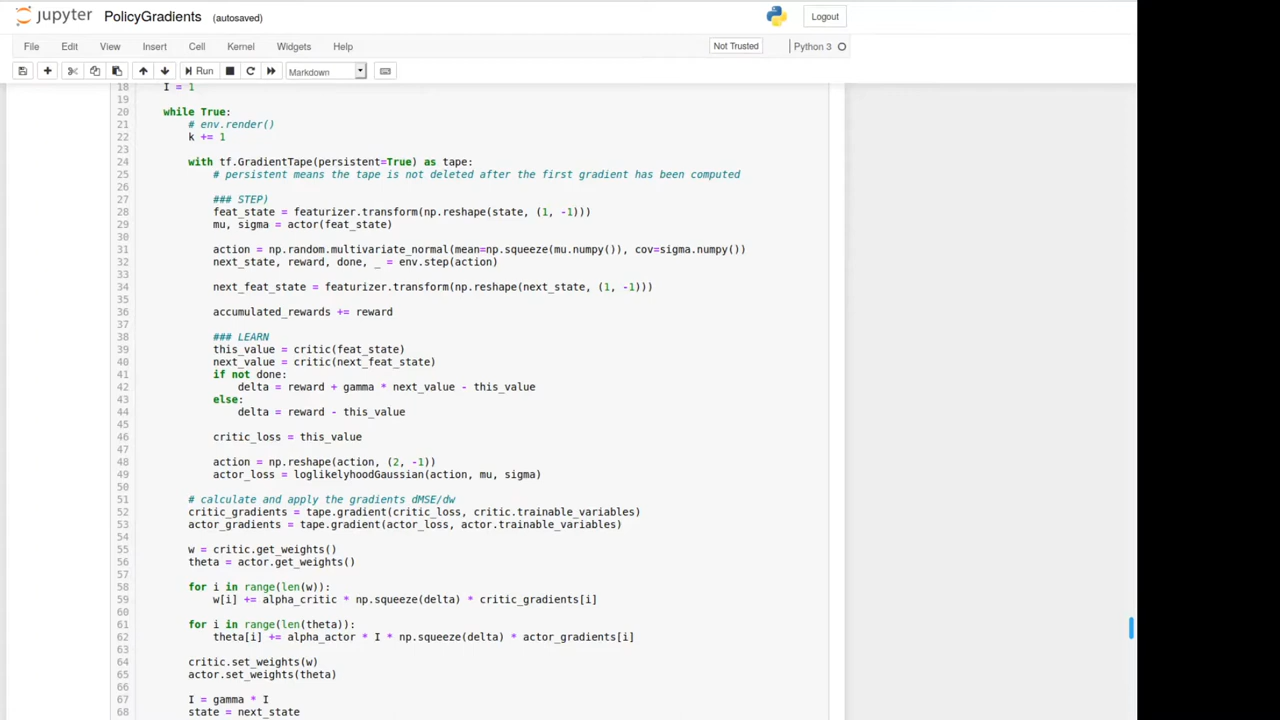 jupyter PolicyGradients (autosaved) Logout
File Edit View Insert Cell Kernel Widgets Help Not Trusted Python 3
Run Markdown
18 I = 1
19
20 while True:
21 # env.render()
22 k += 1
23
24 with tf.GradientTape(persistent=True) as tape:
25 # persistent means the tape is not deleted after the first gradient has been computed
26
27 ### STEP)
28 feat_state = featurizer.transform(np.reshape(state, (1, -1)))
29 mu, sigma = actor(feat_state)
30
31 action = np.random.multivariate_normal(mean=np.squeeze(mu.numpy()), cov=sigma.numpy())
32 next_state, reward, done, _ = env.step(action)
33
34 next_feat_state = featurizer.transform(np.reshape(next_state, (1, -1)))
35
36 accumulated_rewards += reward
37
38 ### LEARN
39 this_value = critic(feat_state)
40 next_value = critic(next_feat_state)
41 if not done:
42 delta = reward + gamma * next_value - this_value
43 else:
44 delta = reward - this_value
45
46 critic_loss = this_value
47
48 action = np.reshape(action, (2, -1))
49 actor_loss = loglikelyhoodGaussian(action, mu, sigma)
50
51 # calculate and apply the gradients dMSE/dw
52 critic_gradients = tape.gradient(critic_loss, critic.trainable_variables)
53 actor_gradients = tape.gradient(actor_loss, actor.trainable_variables)
54
55 w = critic.get_weights()
56 theta = actor.get_weights()
57
58 for i in range(len(w)):
59 w[i] += alpha_critic * np.squeeze(delta) * critic_gradients[i]
60
61 for i in range(len(theta)):
62 theta[i] += alpha_actor * I * np.squeeze(delta) * actor_gradients[i]
63
64 critic.set_weights(w)
65 actor.set_weights(theta)
66
67 I = gamma * I
68 state = next_state